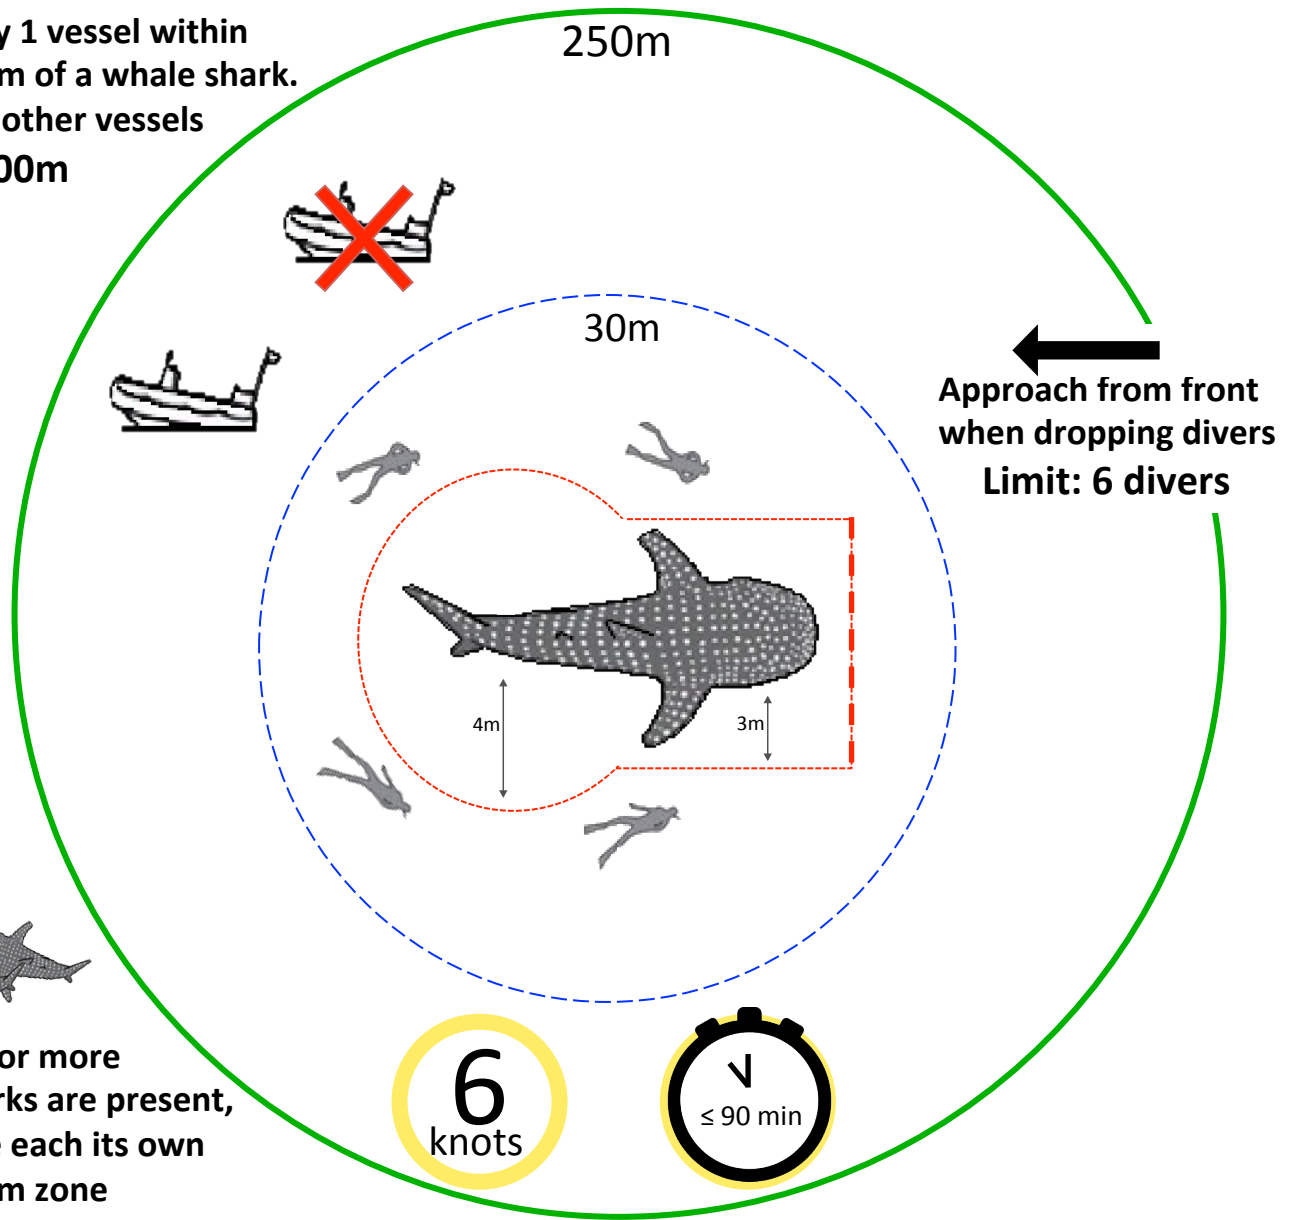 y 1 vessel within
m of a whale shark.
other vessels
00m
250m
30m
Approach from front
when dropping divers
Limit: 6 divers
4m
3m
or more
rks are present,
e each its own
m zone
6
knots
≤ 90 min